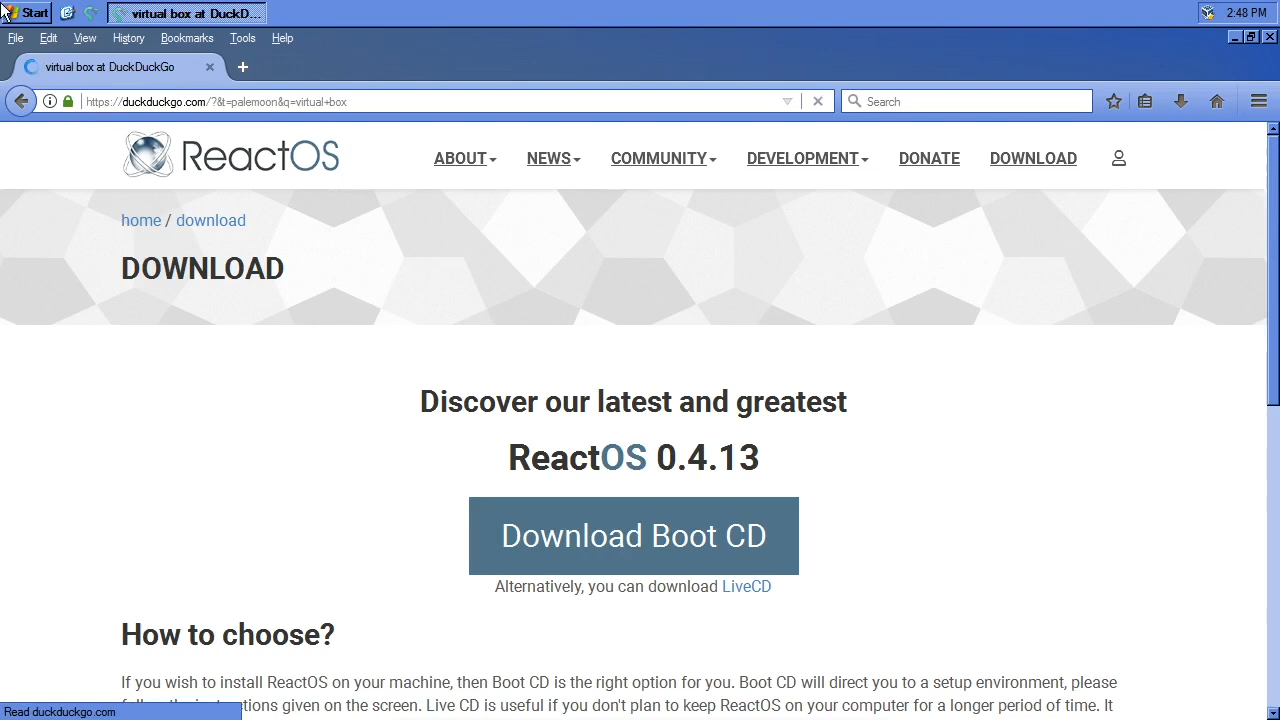 Start
virtual box at DuckD...
2:48 PM
File Edit View History Bookmarks Tools Help
virtual box at DuckDuckGo
https://duckduckgo.com/?&t=palemoon&q=virtual+box
Search
ReactOS
ABOUT NEWS COMMUNITY DEVELOPMENT DONATE DOWNLOAD
home / download
DOWNLOAD
Discover our latest and greatest
ReactOS 0.4.13
Download Boot CD
Alternatively, you can download LiveCD
How to choose?
If you wish to install ReactOS on your machine, then Boot CD is the right option for you. Boot CD will direct you to a setup environment, please
given on the screen. Live CD is useful if you don't plan to keep ReactOS on your computer for a longer period of time. It
Read duckduckgo.com